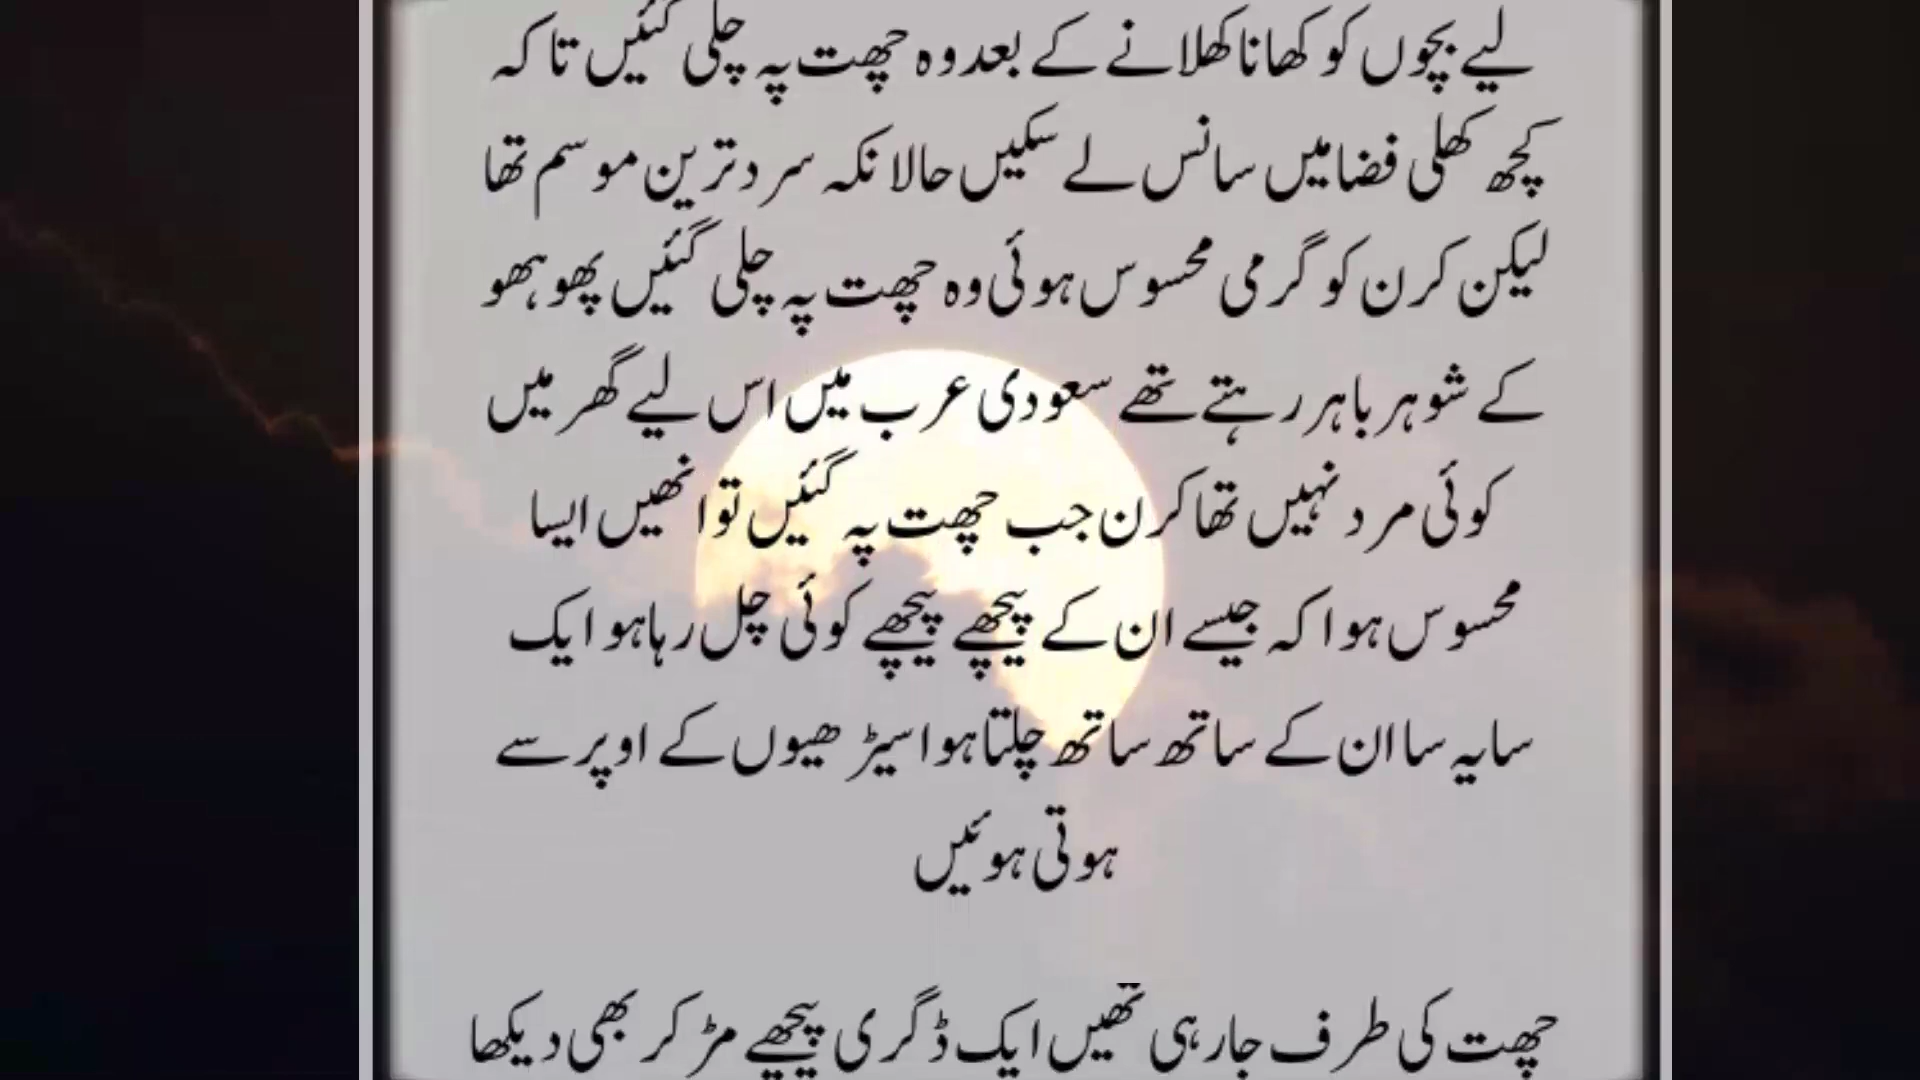 لیے بچوں کو کھانا کھلانے کے بعد وہ چھت پہ چلی گئیں تاکہ
کچھ کھلی فضا میں سانس لے سکیں حالانکہ سرد ترین موسم تھا
لیکن کرن کو گرمی محسوس ہوئی وہ چھت پہ چلی گئیں پھوپھو
کے شوہر باہر رہتے تھے سعودی عرب میں اس لیے گھر میں
کوئی مرد نہیں تھا کرن جب چھت پہ گئیں تو انھیں ایسا
محسوس ہوا کہ جیسے ان کے پیچھے پیچھے کوئی چل رہا ہو ایک
سایہ سا ان کے ساتھ ساتھ چلتا ہوا سیڑھیوں کے اوپر سے
ہوتی ہوئیں
چھت کی طرف جارہی تھیں ایک ڈگری پیچھے مڑ کر بھی دیکھا